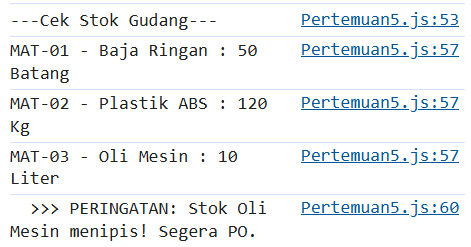 ---Cek Stok Gudang--- Pertemuan5.js:53
MAT-01 - Baja Ringan : 50 Pertemuan5.js:57
Batang
MAT-02 - Plastik ABS : 120 Pertemuan5.js:57
Kg
MAT-03 - Oli Mesin : 10 Pertemuan5.js:57
Liter
>>> PERINGATAN: Stok Oli Pertemuan5.js:60
Mesin menipis! Segera PO.